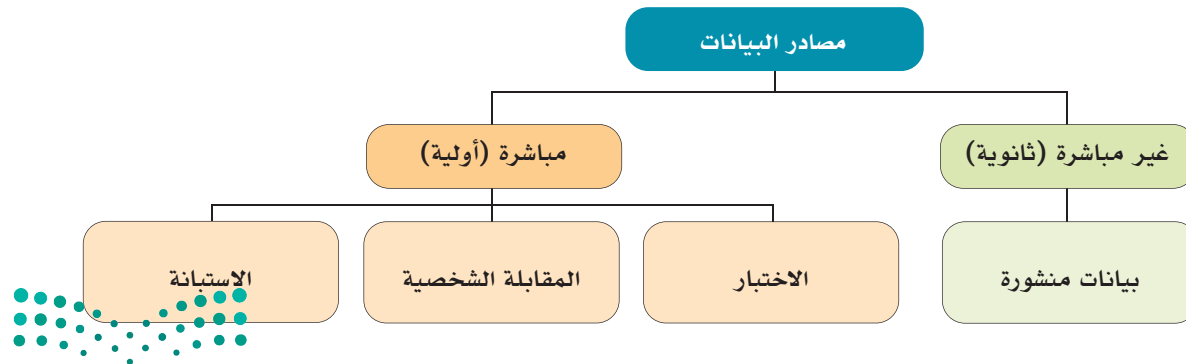 مصادر البيانات
غير مباشرة (ثانوية)
مباشرة (أولية)
بيانات منشورة
الاختبار
المقابلة الشخصية
الاستبانة